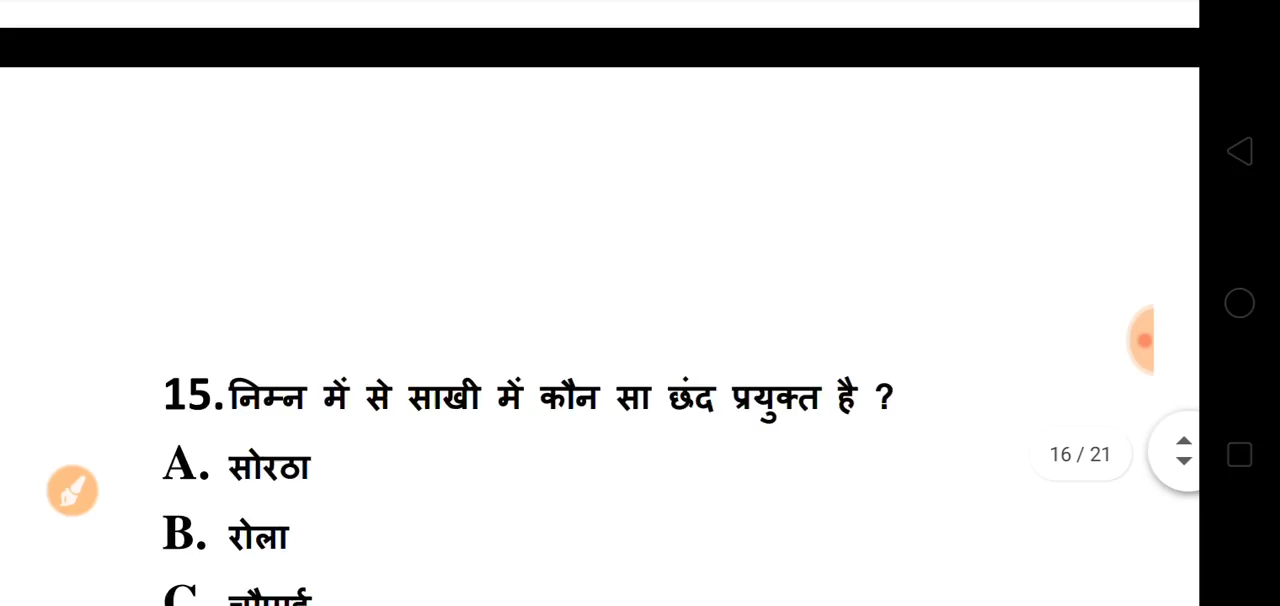 15. निम्न में से साखी में कौन सा छंद प्रयुक्त है ?
A. सोरठा
16 / 21
B. रोला
C. चौपाई